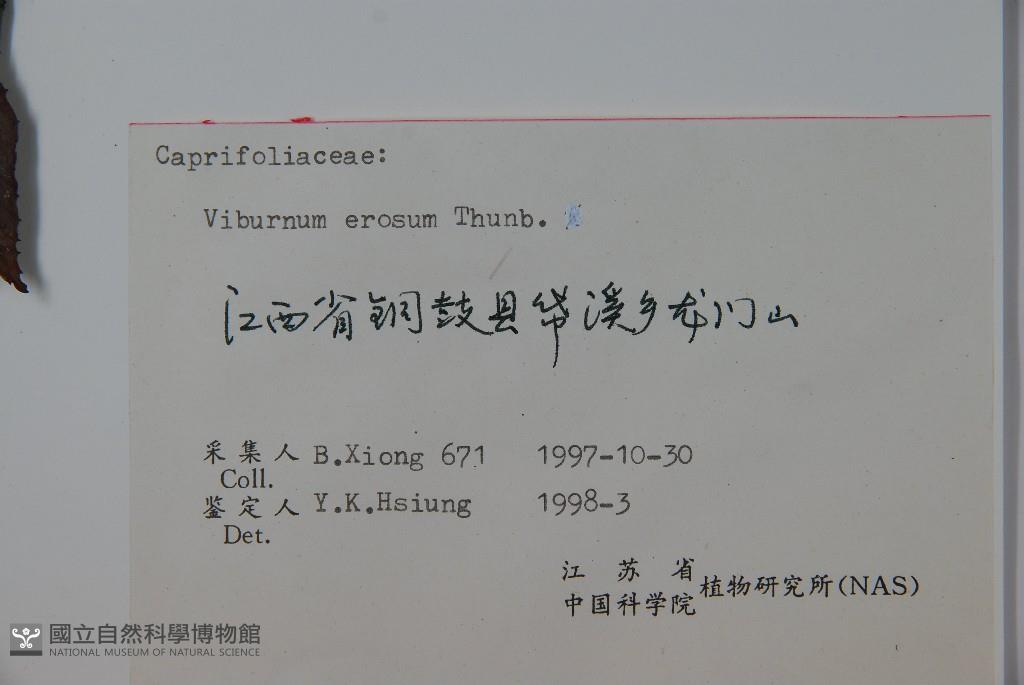 Caprifoliaceae:
Viburnum erosum Thunb.
江西省铜鼓县带溪乡龙门山
采集人 B.Xiong 671 1997-10-30
Coll.
鉴定人 Y.K.Hsiung 1998-3
Det.
江苏省
中国科学院 植物研究所(NAS)
國立自然科學博物館
NATIONAL MUSEUM OF NATURAL SCIENCE